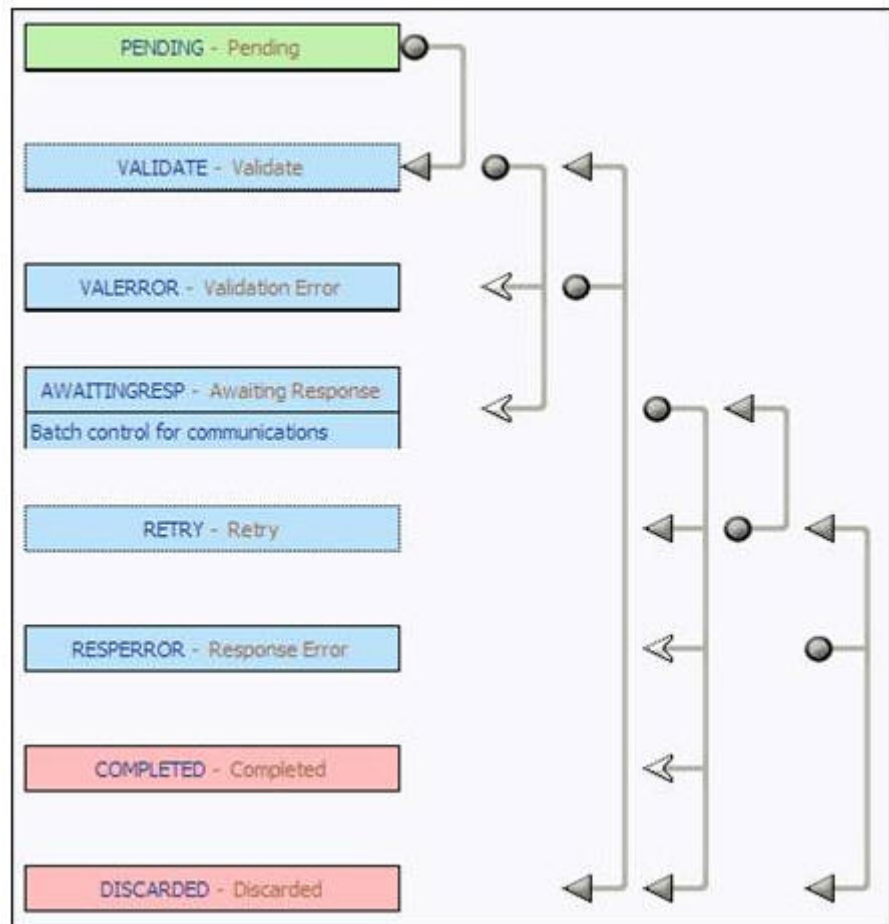 PENDING - Pending
VALIDATE - Validate
VALERROR - Validation Error
AWAITINGRESP - Awaiting Response
Batch control for communications
RETRY - Retry
RESPERROR - Response Error
COMPLETED - Completed
DISCARDED - Discarded